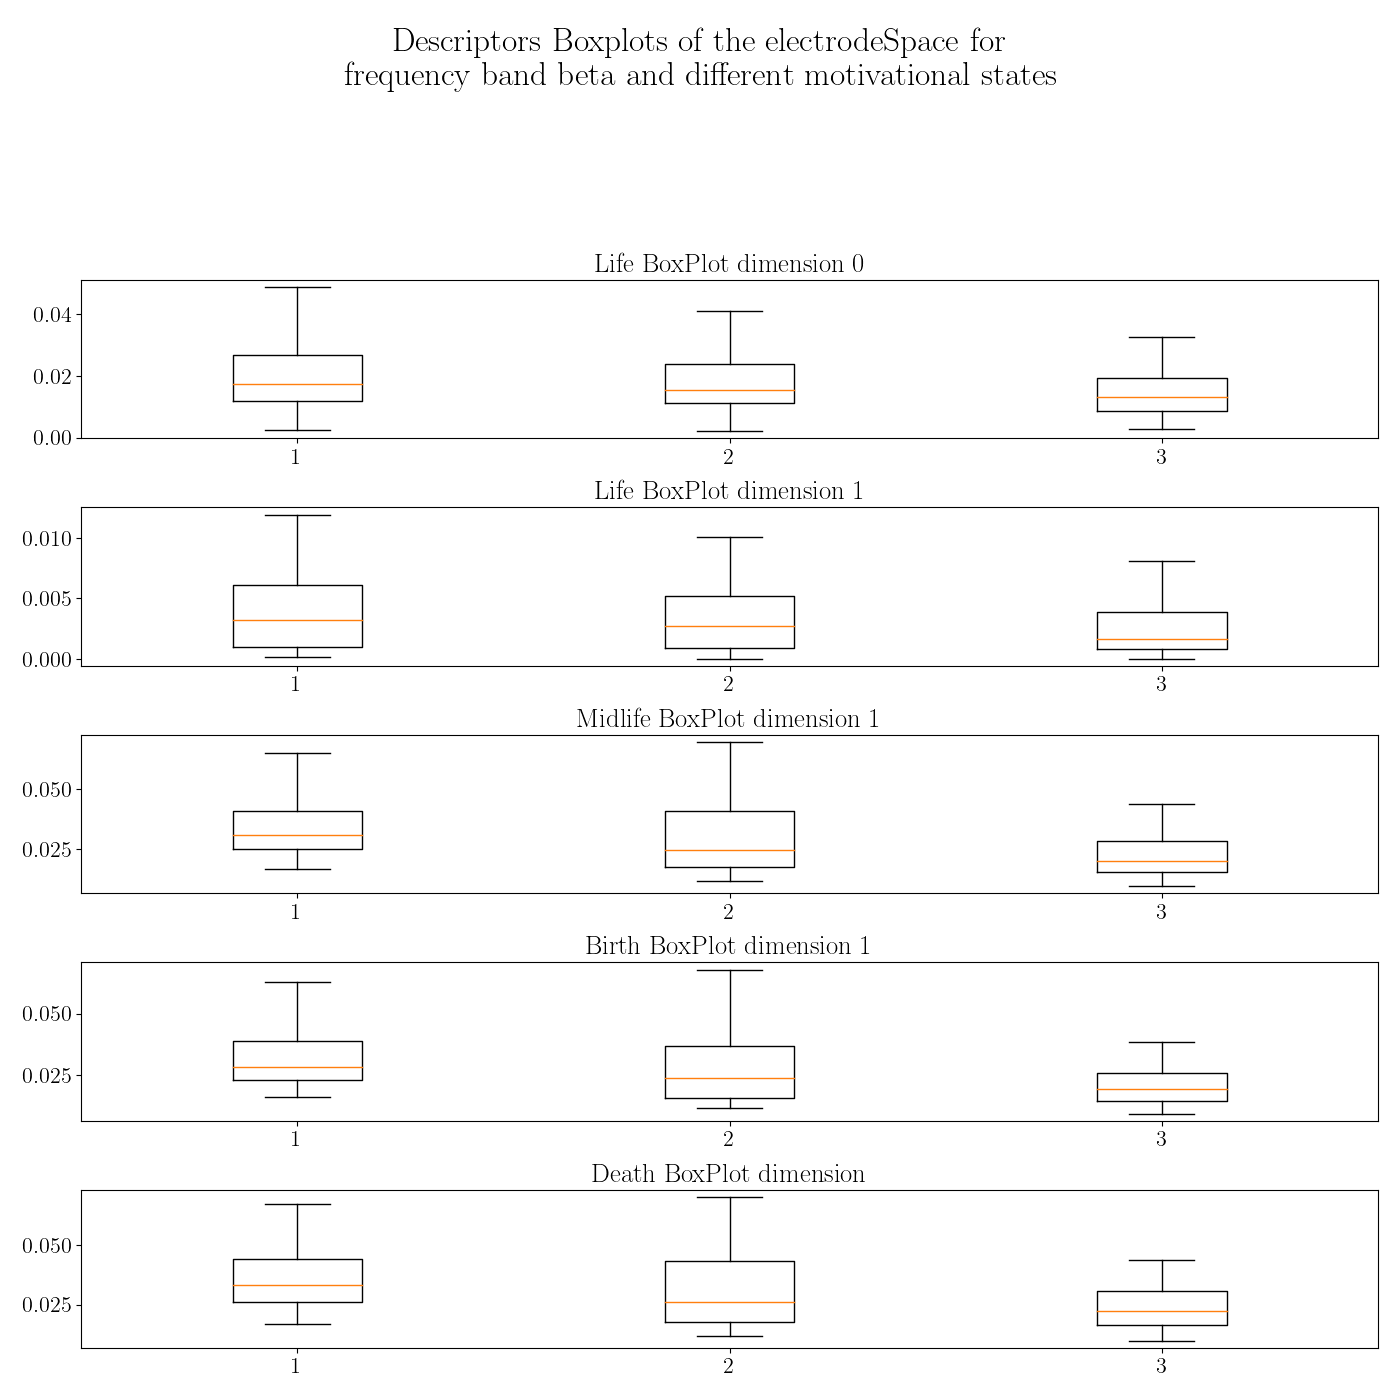 Descriptors Boxplots of the electrodeSpace for
frequency band beta and different motivational states
Life BoxPlot dimension 0
0.04
0.02
0.00
1 2 3
Life BoxPlot dimension 1
0.010
0.005
0.000
1 2 3
Midlife BoxPlot dimension 1
0.050
0.025
1 2 3
Birth BoxPlot dimension 1
0.050
0.025
1 2 3
Death BoxPlot dimension
0.050
0.025
1 2 3